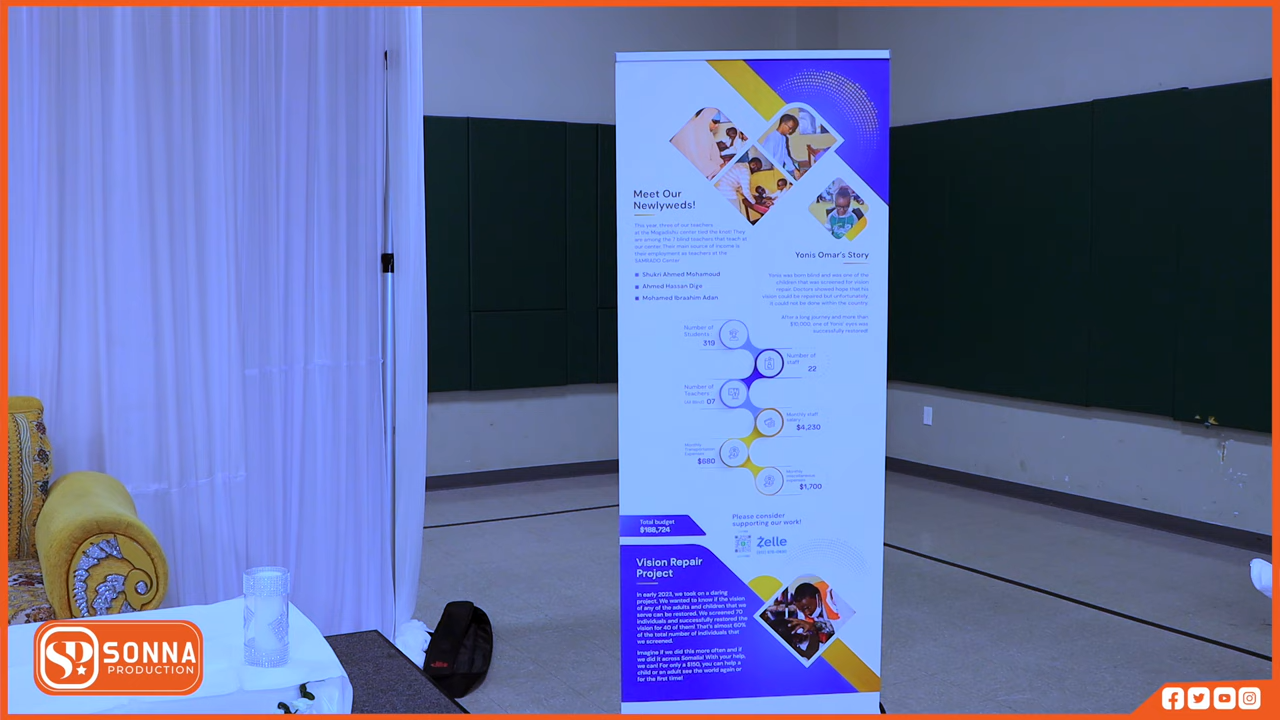 Meet Our
Newlyweds!
This year, three of our teachers
at the Mogadishu center tied the knot! They
are among the 7 blind teachers that teach at
our center. Their main source of income is
their employment as teachers at the
Center
Shukri Ahmed Mohamoud
Ahmed Hassan Dige
Mohamed Ibraahim Adan
Yonis Omar's Story
Yonis was born blind and was one of the
children that was screened for vision
repair. Doctors showed hope that his
vision could be repaired but unfortunately
it could not be done within the country.
After a long journey and more than
$10,000, one of Yonis' eyes was
successfully restored!
Number of
Students
319
Number of
staff
22
Number of
Teachers
07
Monthly staff
salary
$4,230
Monthly
Transportation
Expenses
$880
Monthly
expenses
$1,700
Total budget
$188,724
Please consider
supporting our work!
Zelle
Vision Repair
Project
In early 2023, we took on a daring
project. We wanted to know if the vision
of any of the adults and children that we
serve can be restored. We screened 70
individuals and successfully restored the
vision for 40 of them! That's almost 60%
of the total number of individuals that
we screened.
Imagine if we did this more often and if
we did it across Somalia! With your help,
we can! For only a $150, you can help a
child or an adult see the world again or
for the first time!
SP SONNA
PRODUCTION